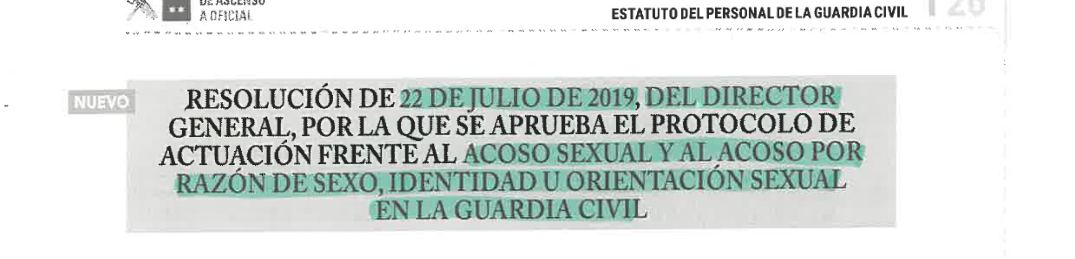 DE ASCENSO
A OFICIAL
ESTATUTO DEL PERSONAL DE LA GUARDIA CIVIL
126
NUEVO
RESOLUCIÓN DE 22 DE JULIO DE 2019, DEL DIRECTOR
GENERAL, POR LA QUE SE APRUEBA EL PROTOCOLO DE
ACTUACIÓN FRENTE AL ACOSO SEXUAL Y AL ACOSO POR
RAZÓN DE SEXO, IDENTIDAD U ORIENTACIÓN SEXUAL
EN LA GUARDIA CIVIL